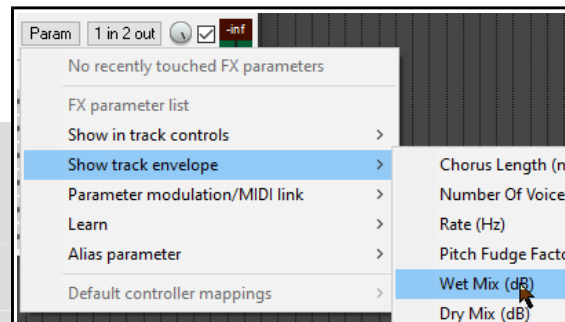 Param 1 in 2 out -inf
No recently touched FX parameters
FX parameter list
Show in track controls
Show track envelope
Parameter modulation/MIDI link
Learn
Alias parameter
Default controller mappings
Chorus Length (m
Number Of Voice
Rate (Hz)
Pitch Fudge Facto
Wet Mix (dB)
Dry Mix (dB)